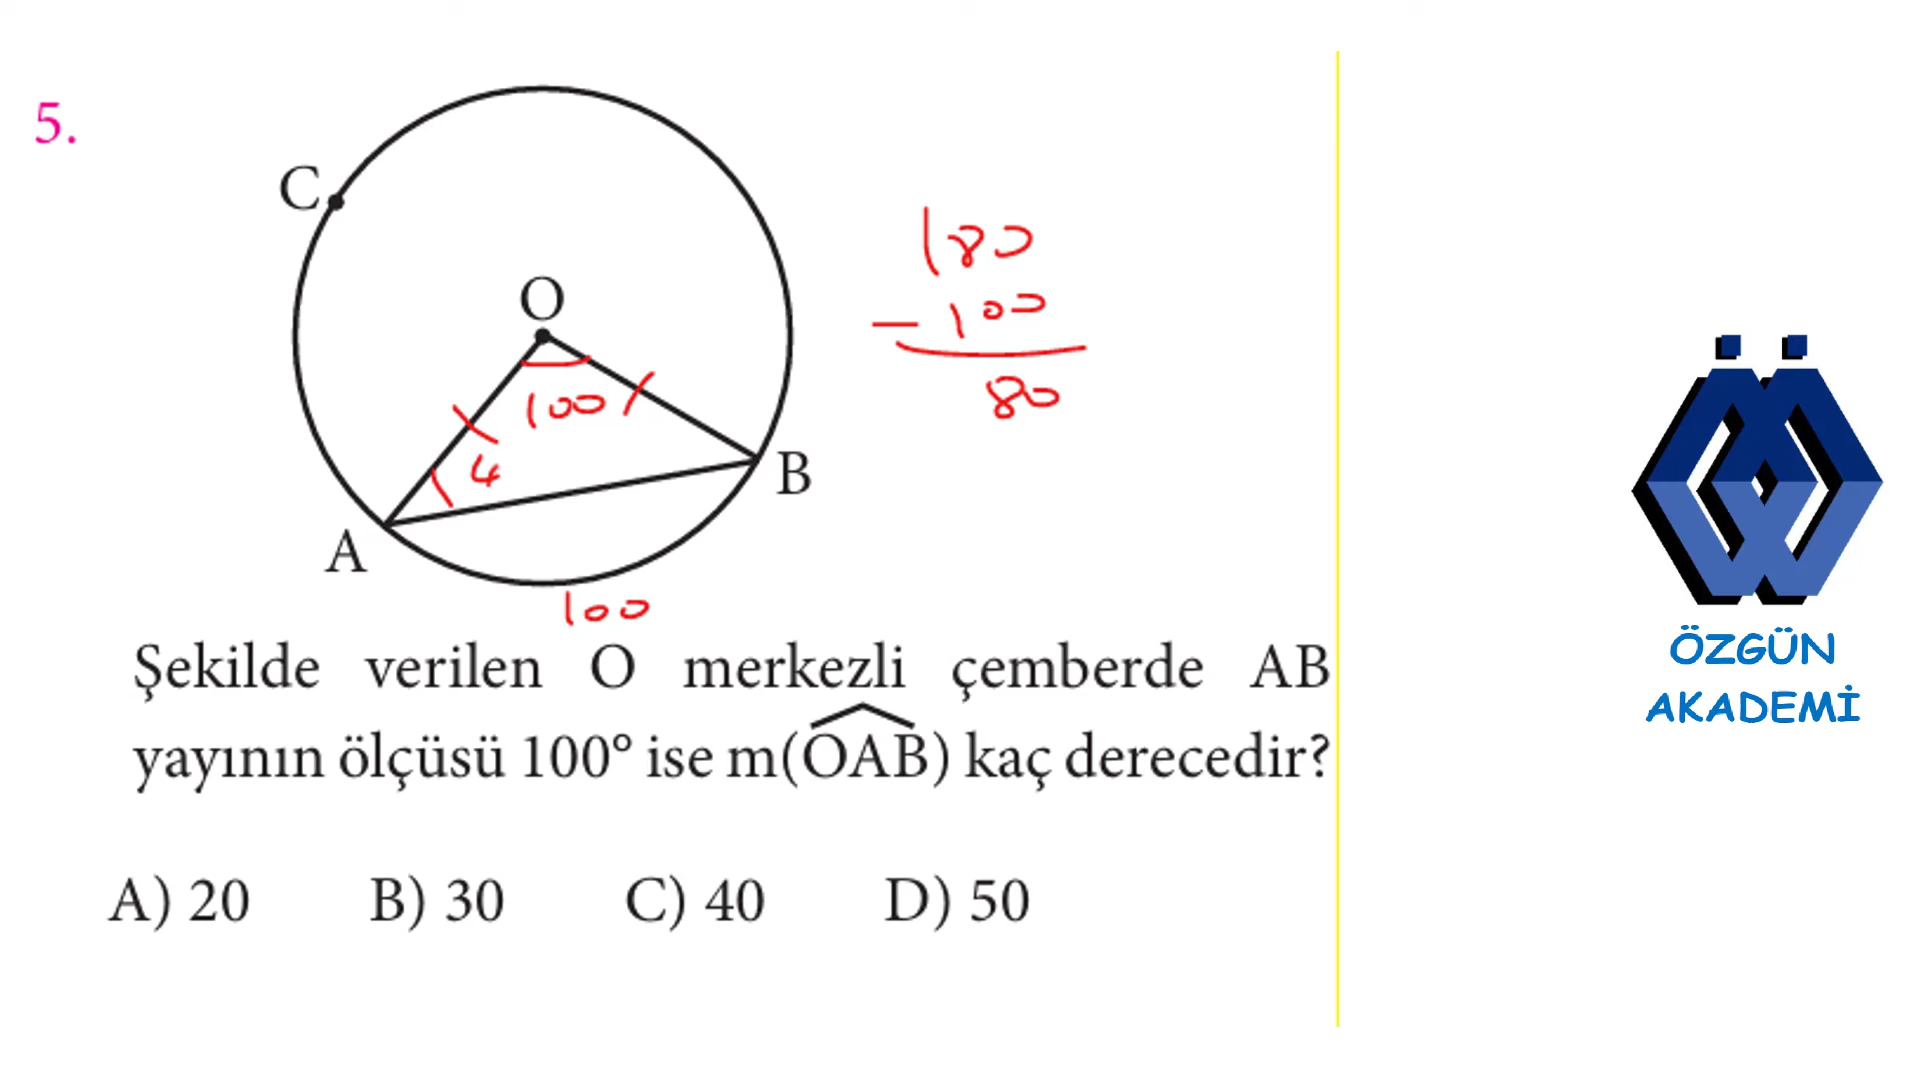 5.
C
O
A
B
100
4
100
180
- 100
80
Şekilde verilen O merkezli çemberde AB
yayının ölçüsü 100° ise m(OAB) kaç derecedir?
A) 20 B) 30 C) 40 D) 50
ÖZGÜN
AKADEMİ